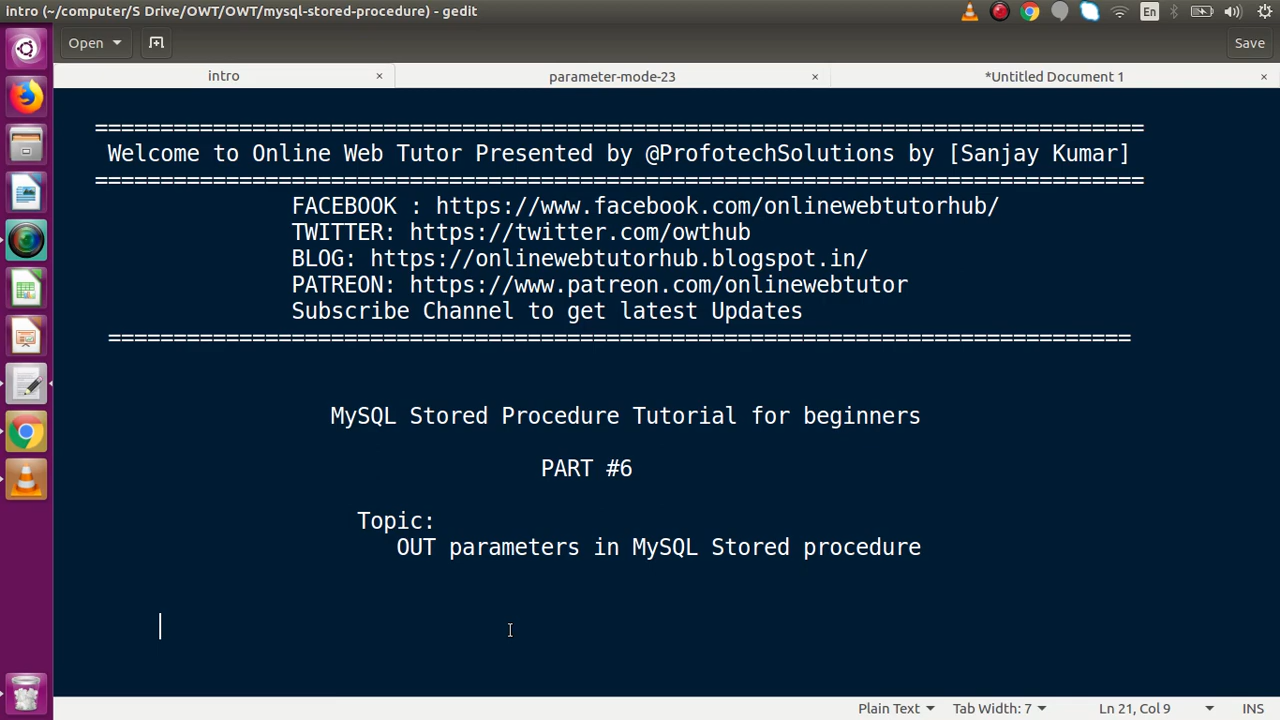 intro (~/computer/S Drive/OWT/OWT/mysql-stored-procedure) - gedit
En
Open
Save
intro
parameter-mode-23
*Untitled Document 1
================================================================================
Welcome to Online Web Tutor Presented by @ProfotechSolutions by [Sanjay Kumar]
================================================================================
FACEBOOK : https://www.facebook.com/onlinewebtutorhub/
TWITTER: https://twitter.com/owthub
BLOG: https://onlinewebtutorhub.blogspot.in/
PATREON: https://www.patreon.com/onlinewebtutor
Subscribe Channel to get latest Updates
==============================================================================
MySQL Stored Procedure Tutorial for beginners
PART #6
Topic:
OUT parameters in MySQL Stored procedure
Plain Text
Tab Width: 7
Ln 21, Col 9
INS